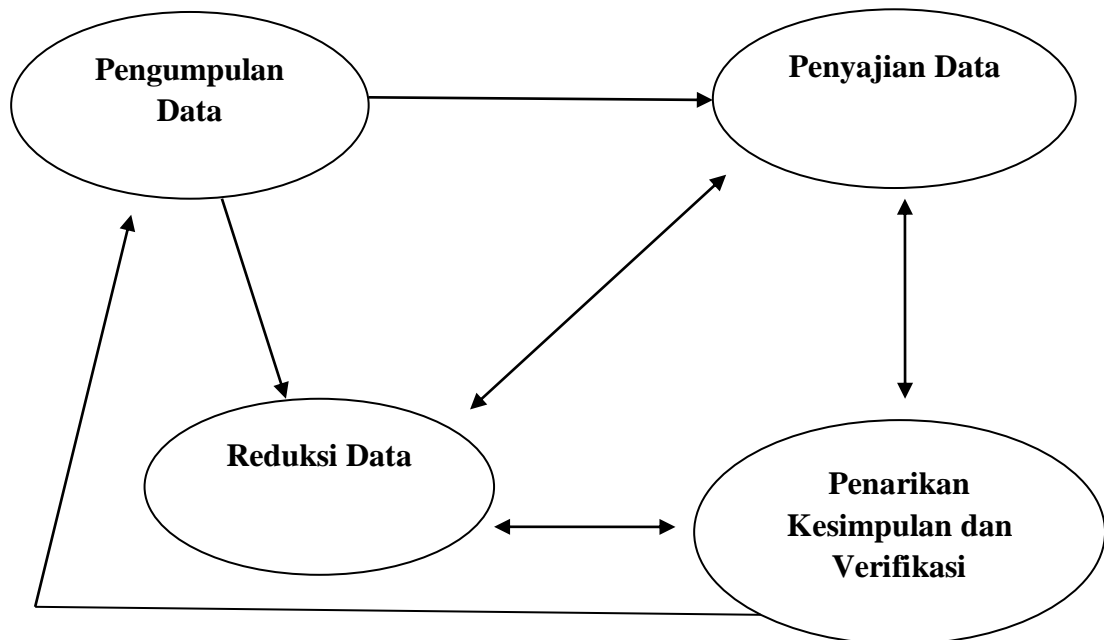 Pengumpulan
Data
Penyajian Data
Reduksi Data
Penarikan
Kesimpulan dan
Verifikasi